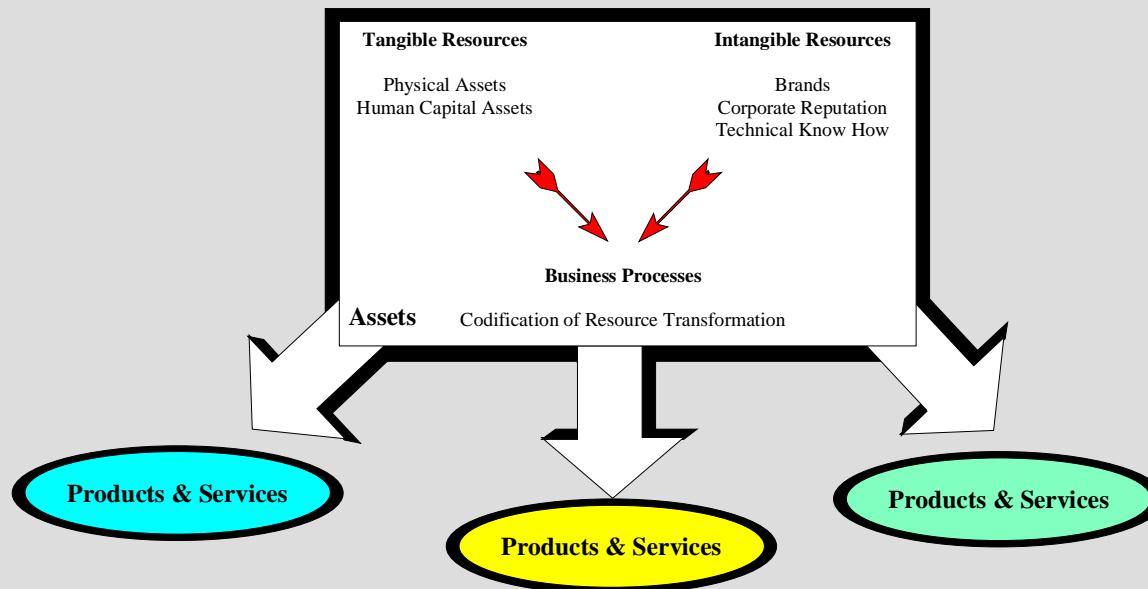 Tangible Resources
Physical Assets
Human Capital Assets
Intangible Resources
Brands
Corporate Reputation
Technical Know How
Business Processes
Assets
Codification of Resource Transformation
Products & Services
Products & Services
Products & Services